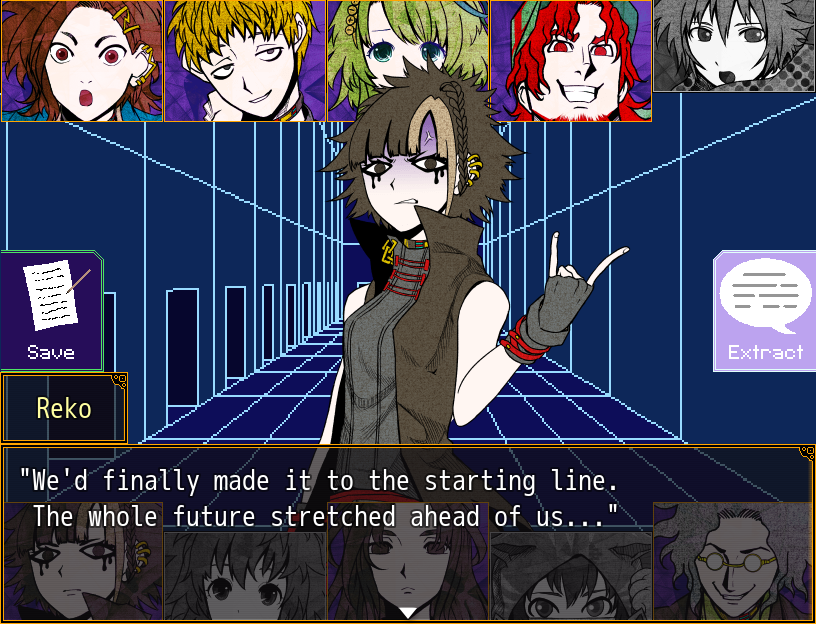 Save
Extract
Reko
"We'd finally made it to the starting line.
The whole future stretched ahead of us..."